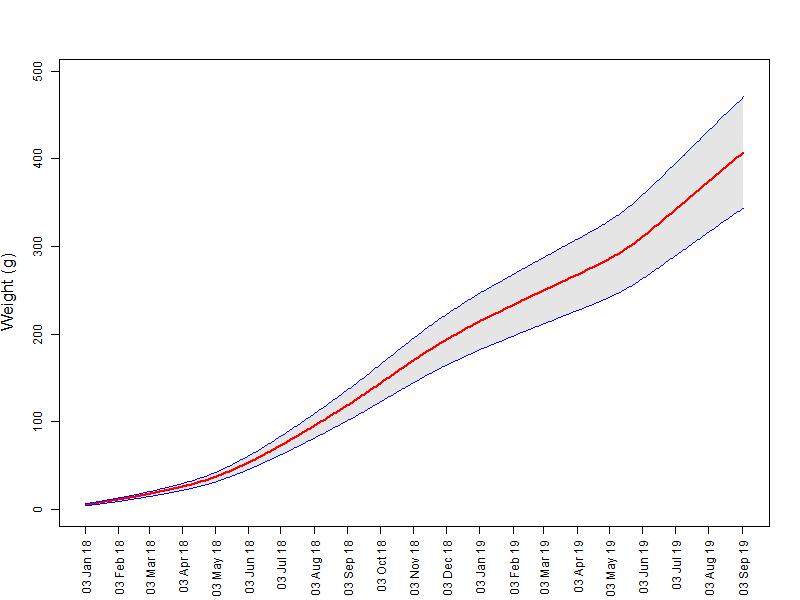 500
400
300
200
100
0
Weight (g)
03 Jan 18
03 Feb 18
03 Mar 18
03 Apr 18
03 May 18
03 Jun 18
03 Jul 18
03 Aug 18
03 Sep 18
03 Oct 18
03 Nov 18
03 Dec 18
03 Jan 19
03 Feb 19
03 Mar 19
03 Apr 19
03 May 19
03 Jun 19
03 Jul 19
03 Aug 19
03 Sep 19